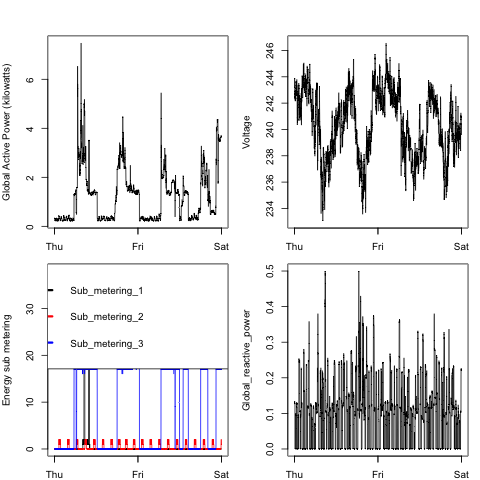 Global Active Power (kilowatts)
0 2 4 6
Thu Fri Sat
Voltage
234 236 238 240 242 244 246
Thu Fri Sat
Energy sub metering
0 10 20 30
Sub_metering_1
Sub_metering_2
Sub_metering_3
Thu Fri Sat
Global_reactive_power
0.0 0.1 0.2 0.3 0.4 0.5
Thu Fri Sat